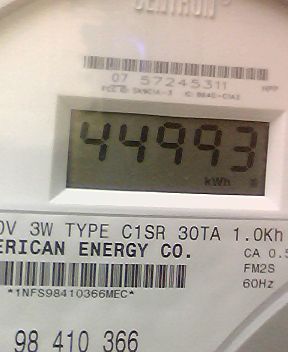 CENTRON®
07 57245311
44993
kWh
0V 3W TYPE C1SR 30TA 1.0Kh
ERICAN ENERGY CO.
CA 0.5
FM2S
60Hz
*1NFS98410366MEC*
98 410 366